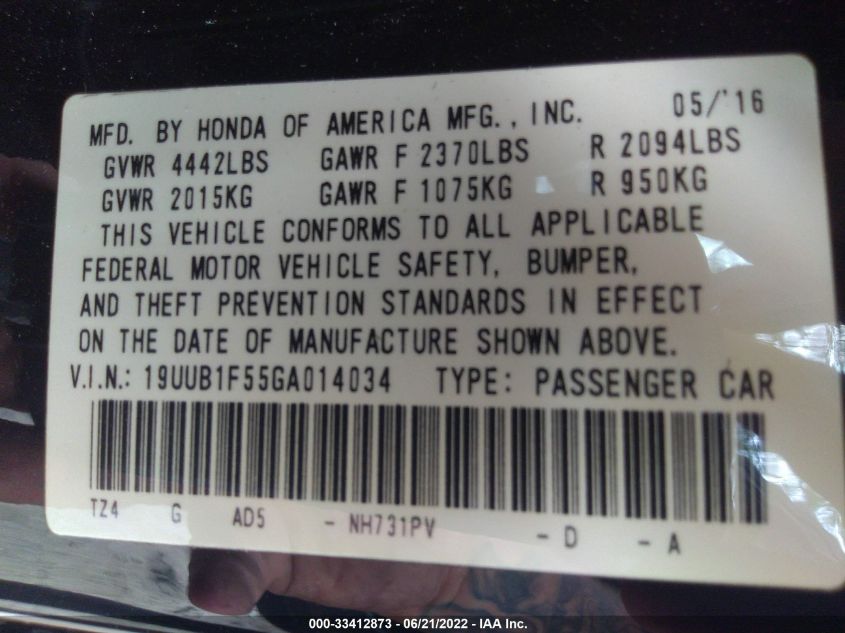 MFD. BY HONDA OF AMERICA MFG., INC. 05/'16
GVWR 4442LBS GAWR F 2370LBS R 2094LBS
GVWR 2015KG GAWR F 1075KG R 950KG
THIS VEHICLE CONFORMS TO ALL APPLICABLE
FEDERAL MOTOR VEHICLE SAFETY, BUMPER,
AND THEFT PREVENTION STANDARDS IN EFFECT
ON THE DATE OF MANUFACTURE SHOWN ABOVE.
V.I.N.: 19UUB1F55GA014034 TYPE: PASSENGER CAR
TZ4 G AD5 - NH731PV - D - A
000-33412873 - 06/21/2022 - IAA Inc.